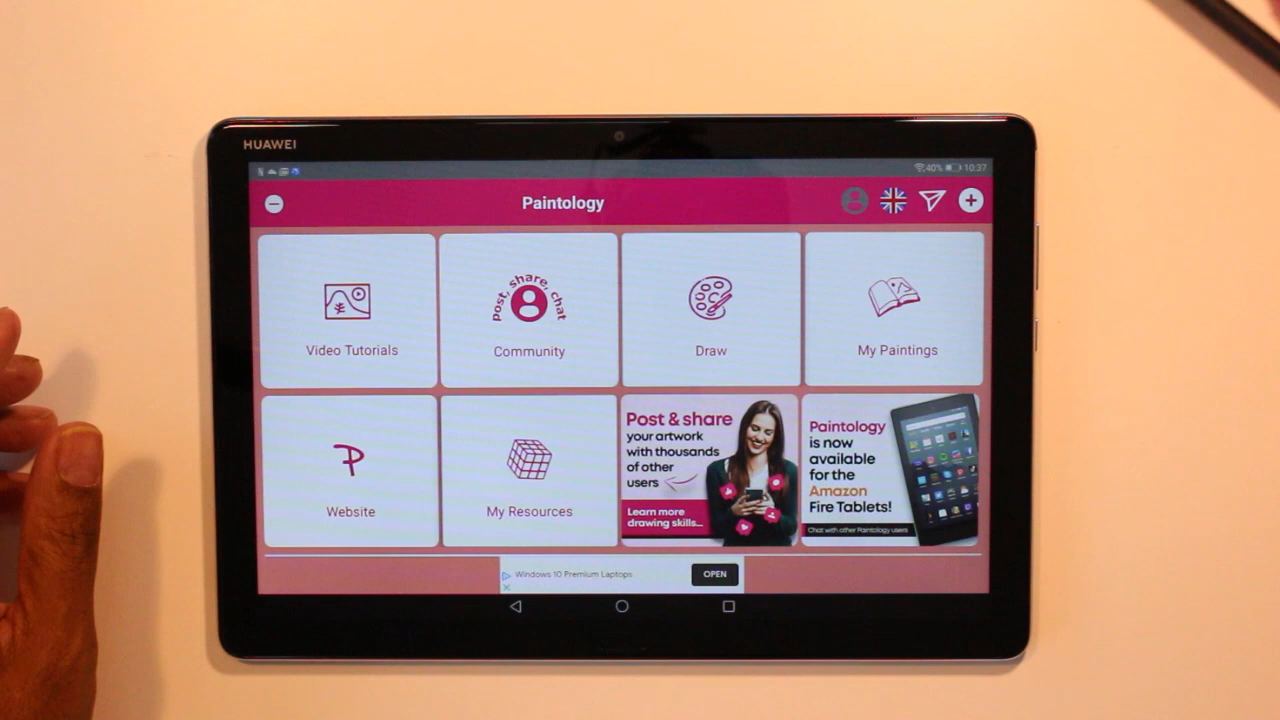 HUAWEI
40% 10:37
Paintology
post, share, chat
Video Tutorials
Community
Draw
My Paintings
Website
My Resources
Post & share
your artwork
with thousands
of other
users
Learn more
drawing skills...
Paintology
is now
available
for the
Amazon
Fire Tablets!
Chat with other Paintology users
Windows 10 Premium Laptops
OPEN